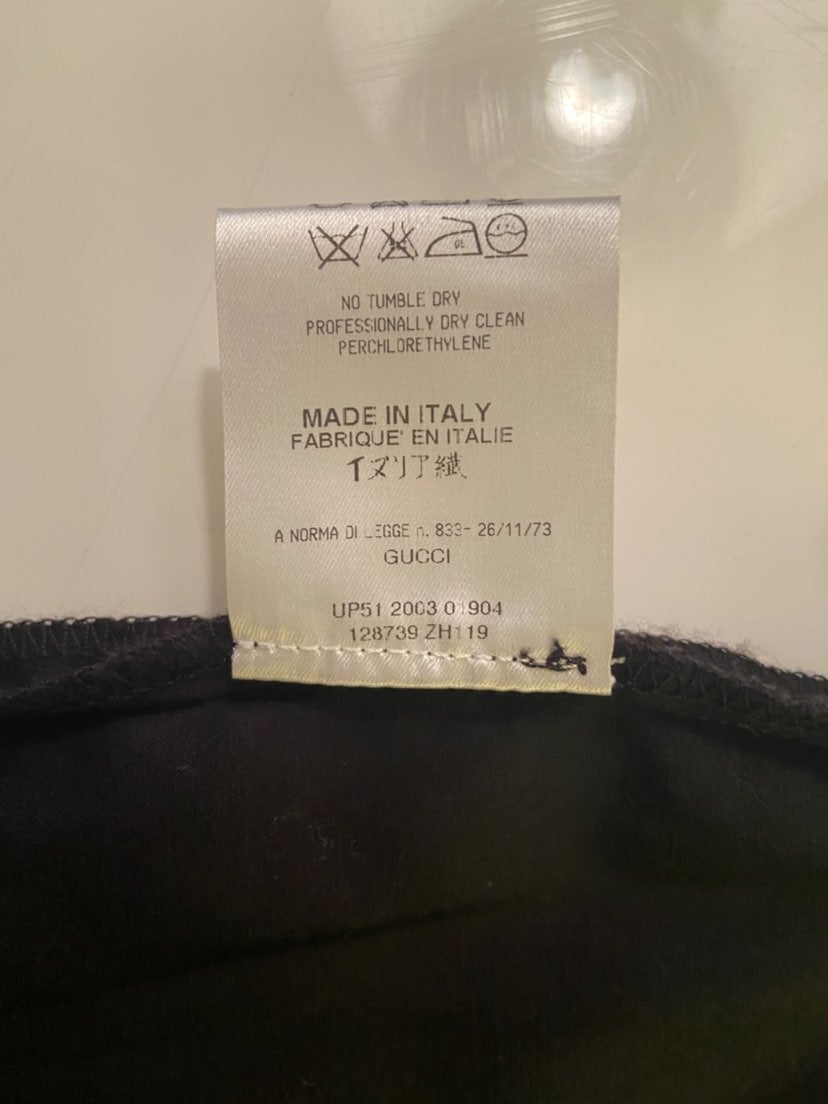 NO TUMBLE DRY
PROFESSIONALLY DRY CLEAN
PERCHLORETHYLENE
MADE IN ITALY
FABRIQUE' EN ITALIE
イタリア製
A NORMA DI LEGGE n. 833- 26/11/73
GUCCI
UP51 2003 01904
128739 ZH119